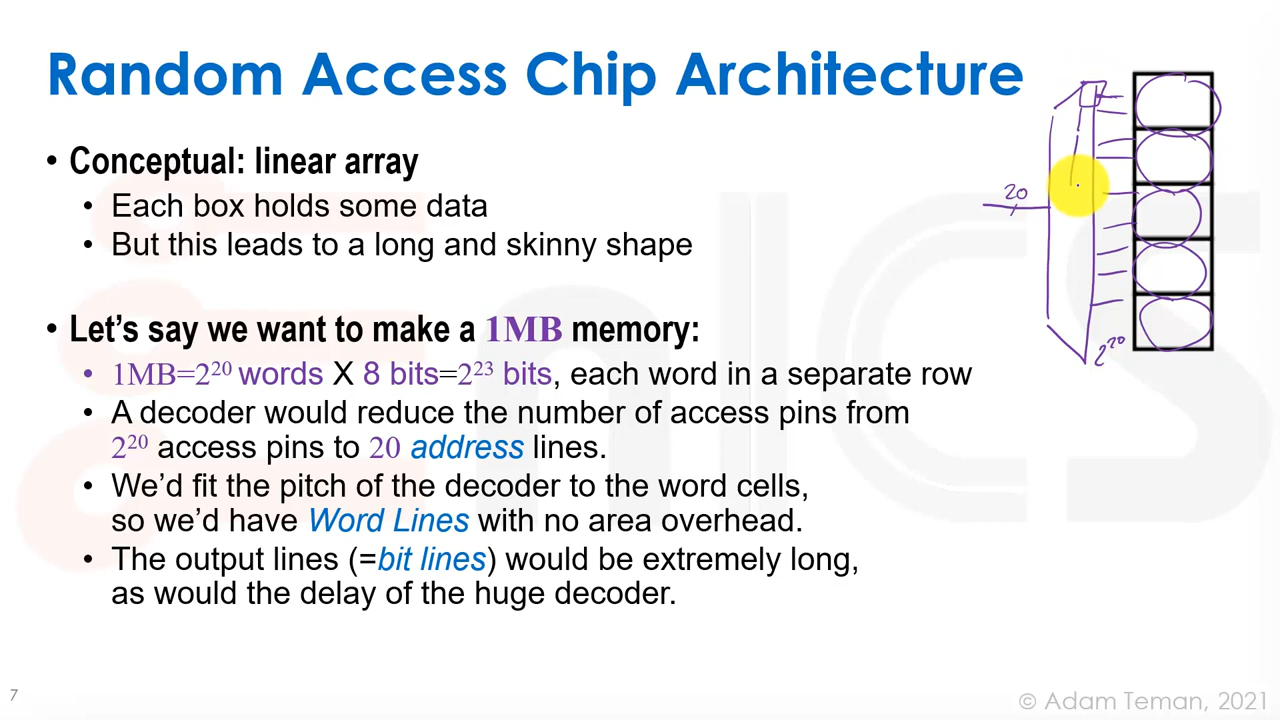 Random Access Chip Architecture
• Conceptual: linear array
• Each box holds some data
• But this leads to a long and skinny shape
• Let's say we want to make a 1MB memory:
• 1MB=2²⁰ words X 8 bits=2²³ bits, each word in a separate row
• A decoder would reduce the number of access pins from
2²⁰ access pins to 20 address lines.
• We'd fit the pitch of the decoder to the word cells,
so we'd have Word Lines with no area overhead.
• The output lines (=bit lines) would be extremely long,
as would the delay of the huge decoder.
20
2²⁰
7
© Adam Teman, 2021